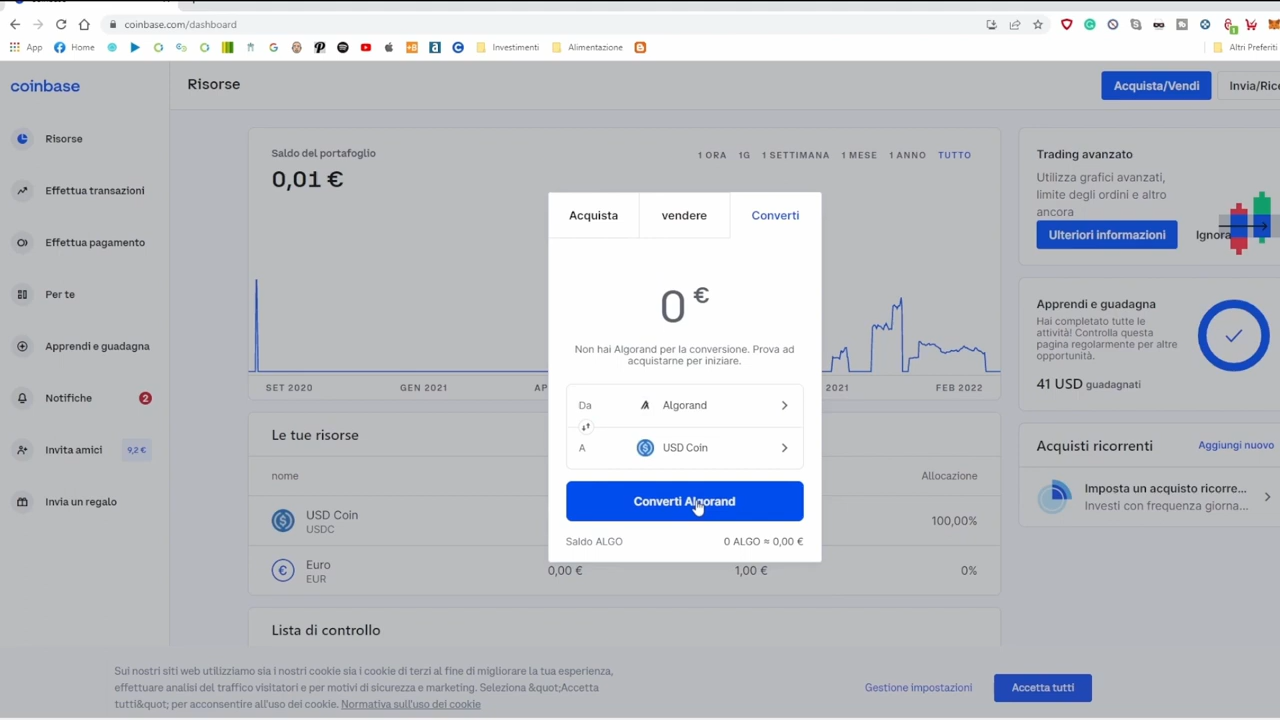 coinbase.com/dashboard
App
Home
Investimenti
Alimentazione
Altri Preferiti
coinbase
Risorse
Acquista/Vendi
Invia/Rice
Risorse
Effettua transazioni
Effettua pagamento
Per te
Apprendi e guadagna
Notifiche
2
Invita amici
9,2 €
Invia un regalo
Saldo del portafoglio
0,01 €
1 ORA 1G 1 SETTIMANA 1 MESE 1 ANNO TUTTO
SET 2020
GEN 2021
AP
2021
FEB 2022
Acquista
vendere
Converti
0 €
Non hai Algorand per la conversione. Prova ad
acquistarne per iniziare.
Da Algorand
A USD Coin
Converti Algorand
Saldo ALGO 0 ALGO ≈ 0,00 €
Le tue risorse
nome
Allocazione
USD Coin
USDC
100,00%
Euro
EUR
0,00 €
1,00 €
0%
Lista di controllo
Trading avanzato
Utilizza grafici avanzati,
limite degli ordini e altro
ancora
Ulteriori informazioni
Ignora
Apprendi e guadagna
Hai completato tutte le
attività! Controlla questa
pagina regolarmente per altre
opportunità.
41 USD guadagnati
Acquisti ricorrenti
Aggiungi nuovo
Imposta un acquisto ricorre...
Investi con frequenza giorna...
Sui nostri siti web utilizziamo sia i nostri cookie sia i cookie di terzi al fine di migliorare la tua esperienza,
effettuare analisi del traffico visitatori e per motivi di sicurezza e marketing. Seleziona &quot;Accetta
tutti&quot; per acconsentire all'uso dei cookie. Normativa sull'uso dei cookie
Gestione impostazioni
Accetta tutti